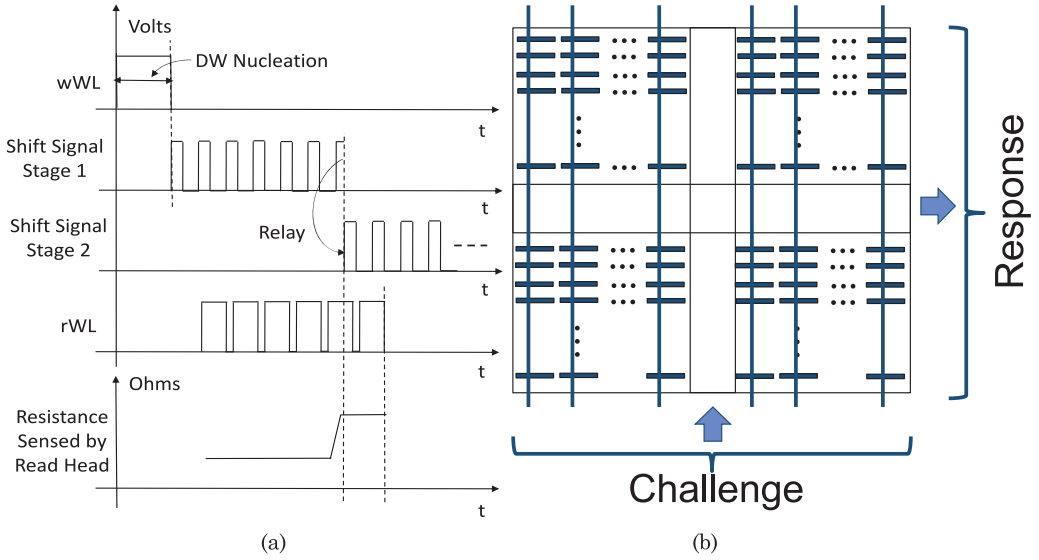 Volts
DW Nucleation
wWL
t
Shift Signal
Stage 1
t
Shift Signal
Stage 2
Relay
t
rWL
t
Ohms
Resistance
Sensed by
Read Head
t
(a)
Response
Challenge
(b)